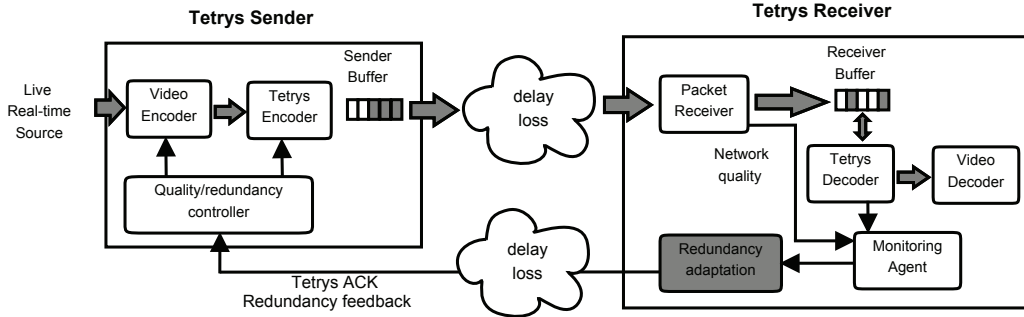 Tetrys Sender
Tetrys Receiver
Live
Real-time
Source
Video
Encoder
Tetrys
Encoder
Sender
Buffer
Quality/redundancy
controller
delay
loss
Packet
Receiver
Receiver
Buffer
Network
quality
Tetrys
Decoder
Video
Decoder
Monitoring
Agent
Redundancy
adaptation
delay
loss
Tetrys ACK
Redundancy feedback